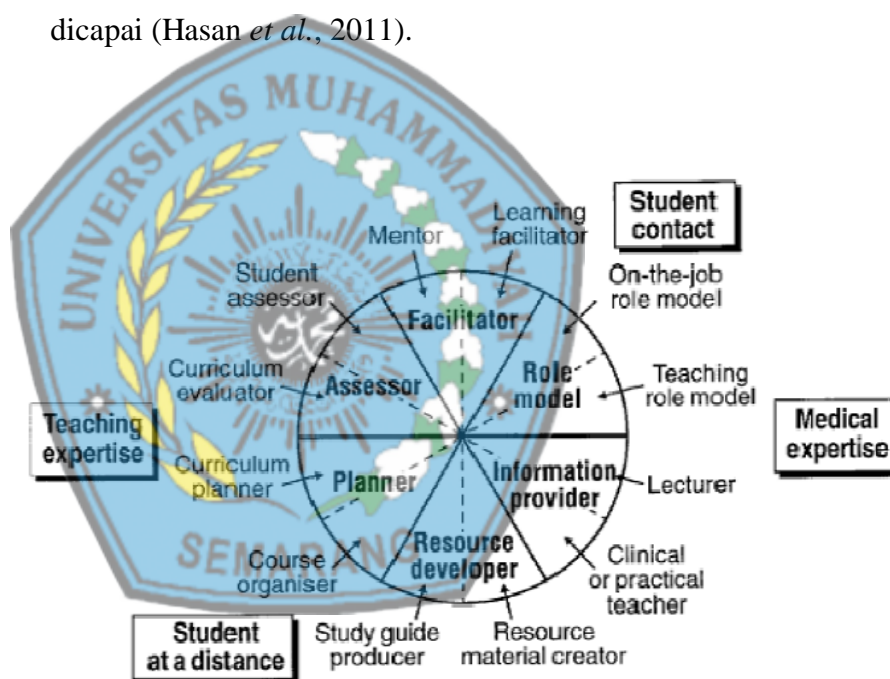 dicapai (Hasan et al., 2011).
UNIVERSITAS MUHAMMADIYAH
SEMARANG
Student
contact
Mentor
Learning
facilitator
Student
assessor
On-the-job
role model
Facilitator
Curriculum
evaluator
Assessor
Role
model
Teaching
role model
Teaching
expertise
Medical
expertise
Curriculum
planner
Planner
Information
provider
Lecturer
Course
organiser
Resource
developer
Clinical
or practical
teacher
Student
at a distance
Study guide
producer
Resource
material creator